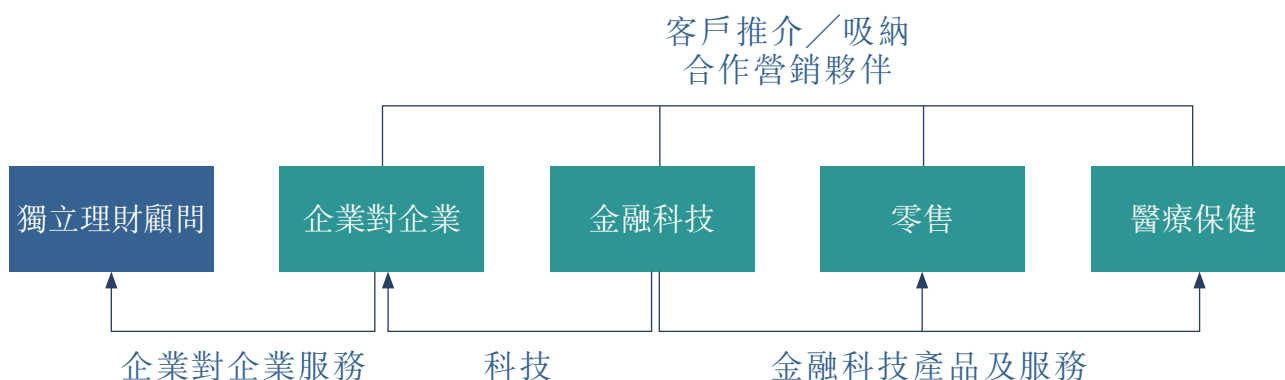 客戶推介／吸納
合作營銷夥伴
獨立理財顧問
企業對企業
金融科技
零售
醫療保健
企業對企業服務
科技
金融科技產品及服務